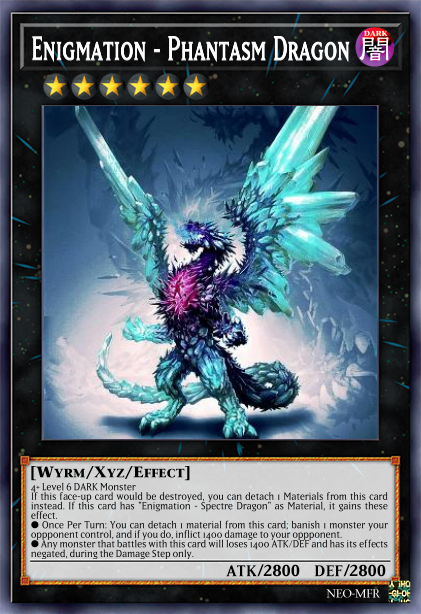 Enigmation - Phantasm Dragon
DARK
闇
[Wyrm/Xyz/Effect]
4+ Level 6 DARK Monster
If this face-up card would be destroyed, you can detach 1 Materials from this card
instead. If this card has "Enigmation - Spectre Dragon" as Material, it gains these
effect.
● Once Per Turn: You can detach 1 material from this card; banish 1 monster your
oppponent control, and if you do, inflict 1400 damage to your oppponent.
● Any monster that battles with this card will loses 1400 ATK/DEF and has its effects
negated, during the Damage Step only.
ATK/2800 DEF/2800
NEO-MFR